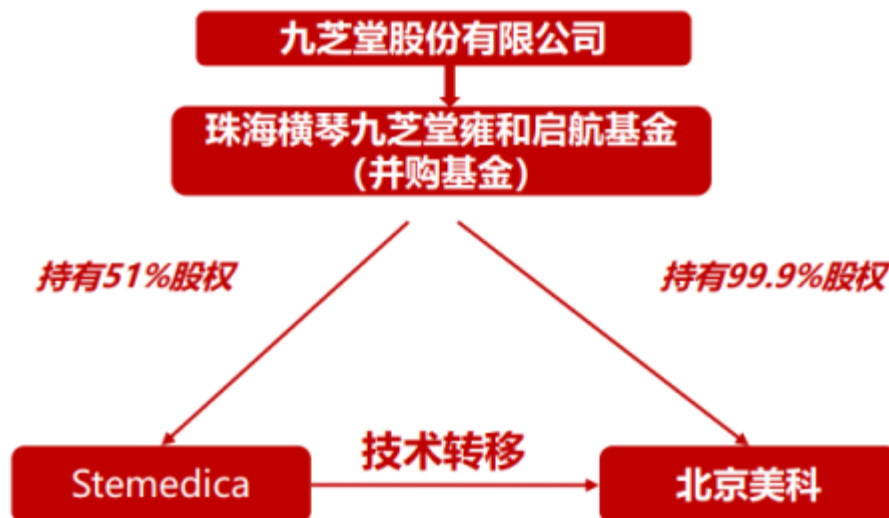 九芝堂股份有限公司
珠海横琴九芝堂雍和启航基金
（并购基金）
持有51%股权
持有99.9%股权
技术转移
Stemedica
北京美科